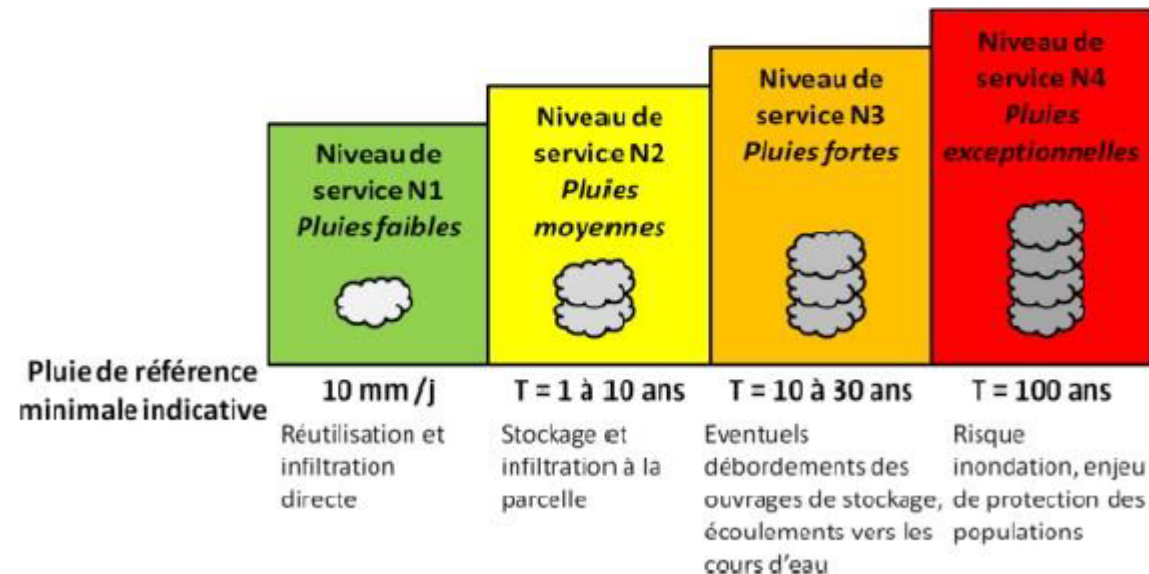 Niveau de
service N1
Pluies faibles
Niveau de
service N2
Pluies
moyennes
Niveau de
service N3
Pluies fortes
Niveau de
service N4
Pluies
exceptionnelles
Pluie de référence
minimale indicative
10 mm /j
T = 1 à 10 ans
T = 10 à 30 ans
T = 100 ans
Réutilisation et
infiltration
directe
Stockage et
infiltration à la
parcelle
Eventuels
débordements des
ouvrages de stockage,
écoulements vers les
cours d'eau
Risque
inondation, enjeu
de protection des
populations